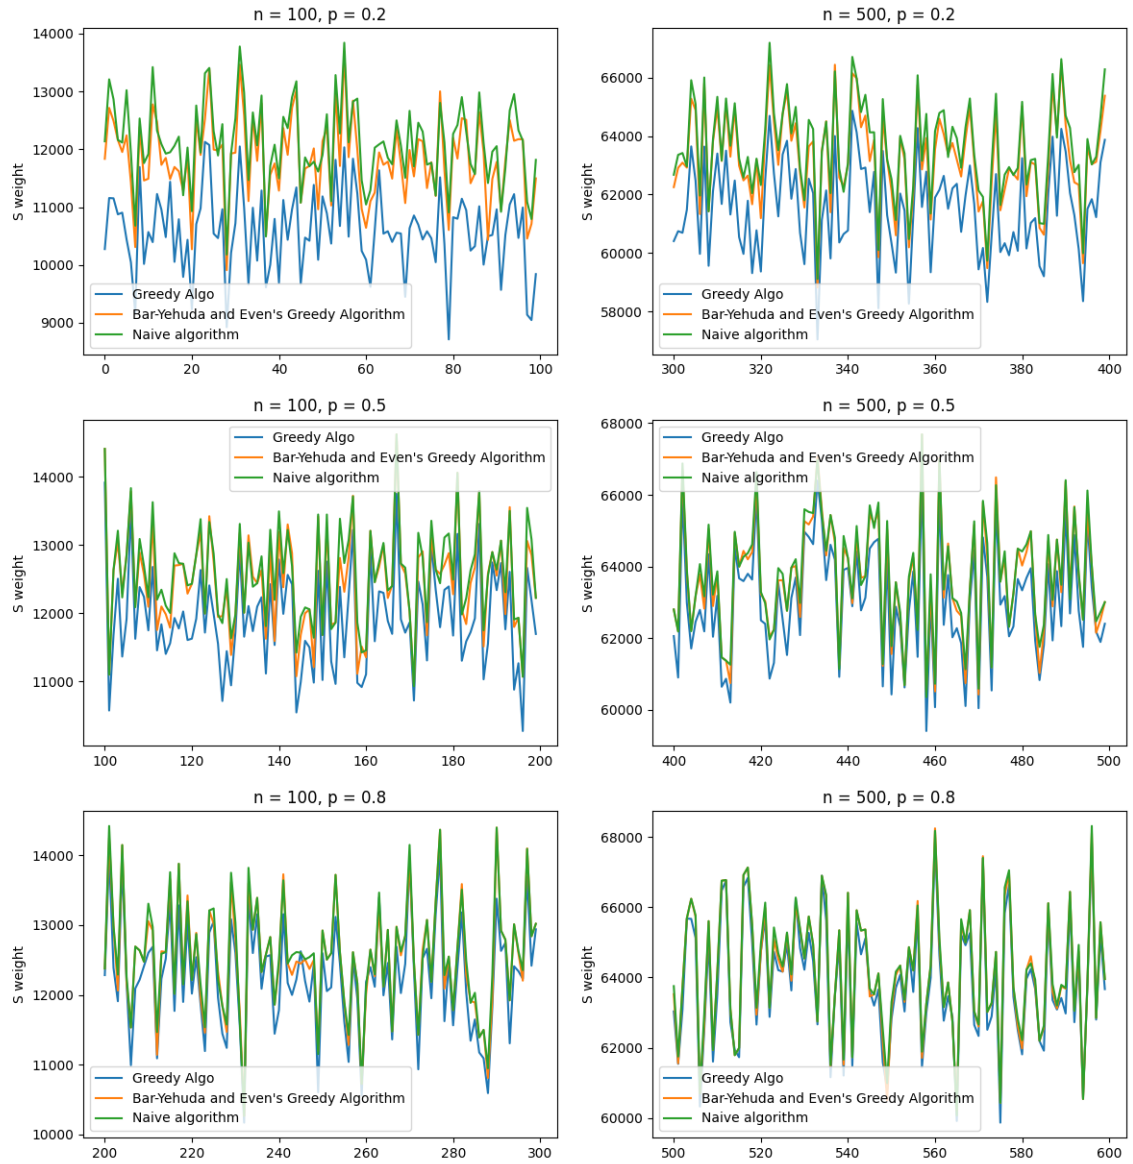 n = 100, p = 0.2
S weight
14000
13000
12000
11000
10000
9000
Greedy Algo
Bar-Yehuda and Even's Greedy Algorithm
Naive algorithm
0 20 40 60 80 100
n = 500, p = 0.2
S weight
66000
64000
62000
60000
58000
Greedy Algo
Bar-Yehuda and Even's Greedy Algorithm
Naive algorithm
300 320 340 360 380 400
n = 100, p = 0.5
S weight
14000
13000
12000
11000
Greedy Algo
Bar-Yehuda and Even's Greedy Algorithm
Naive algorithm
100 120 140 160 180 200
n = 500, p = 0.5
S weight
68000
66000
64000
62000
60000
Greedy Algo
Bar-Yehuda and Even's Greedy Algorithm
Naive algorithm
400 420 440 460 480 500
n = 100, p = 0.8
S weight
14000
13000
12000
11000
10000
Greedy Algo
Bar-Yehuda and Even's Greedy Algorithm
Naive algorithm
200 220 240 260 280 300
n = 500, p = 0.8
S weight
68000
66000
64000
62000
60000
Greedy Algo
Bar-Yehuda and Even's Greedy Algorithm
Naive algorithm
500 520 540 560 580 600